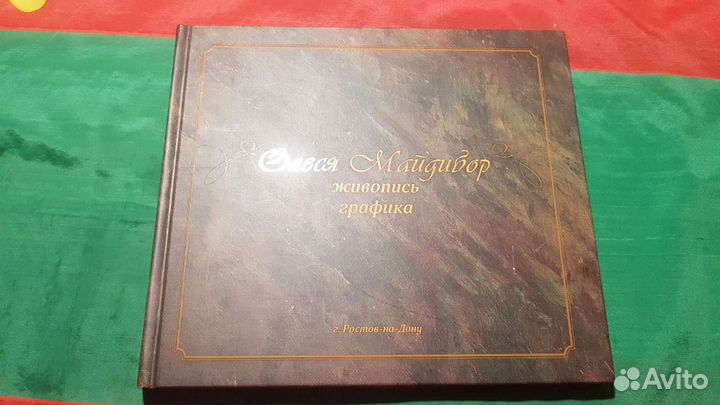 Олеся Майдибор
живопись
графика
г. Ростов-на-Дону
Avito